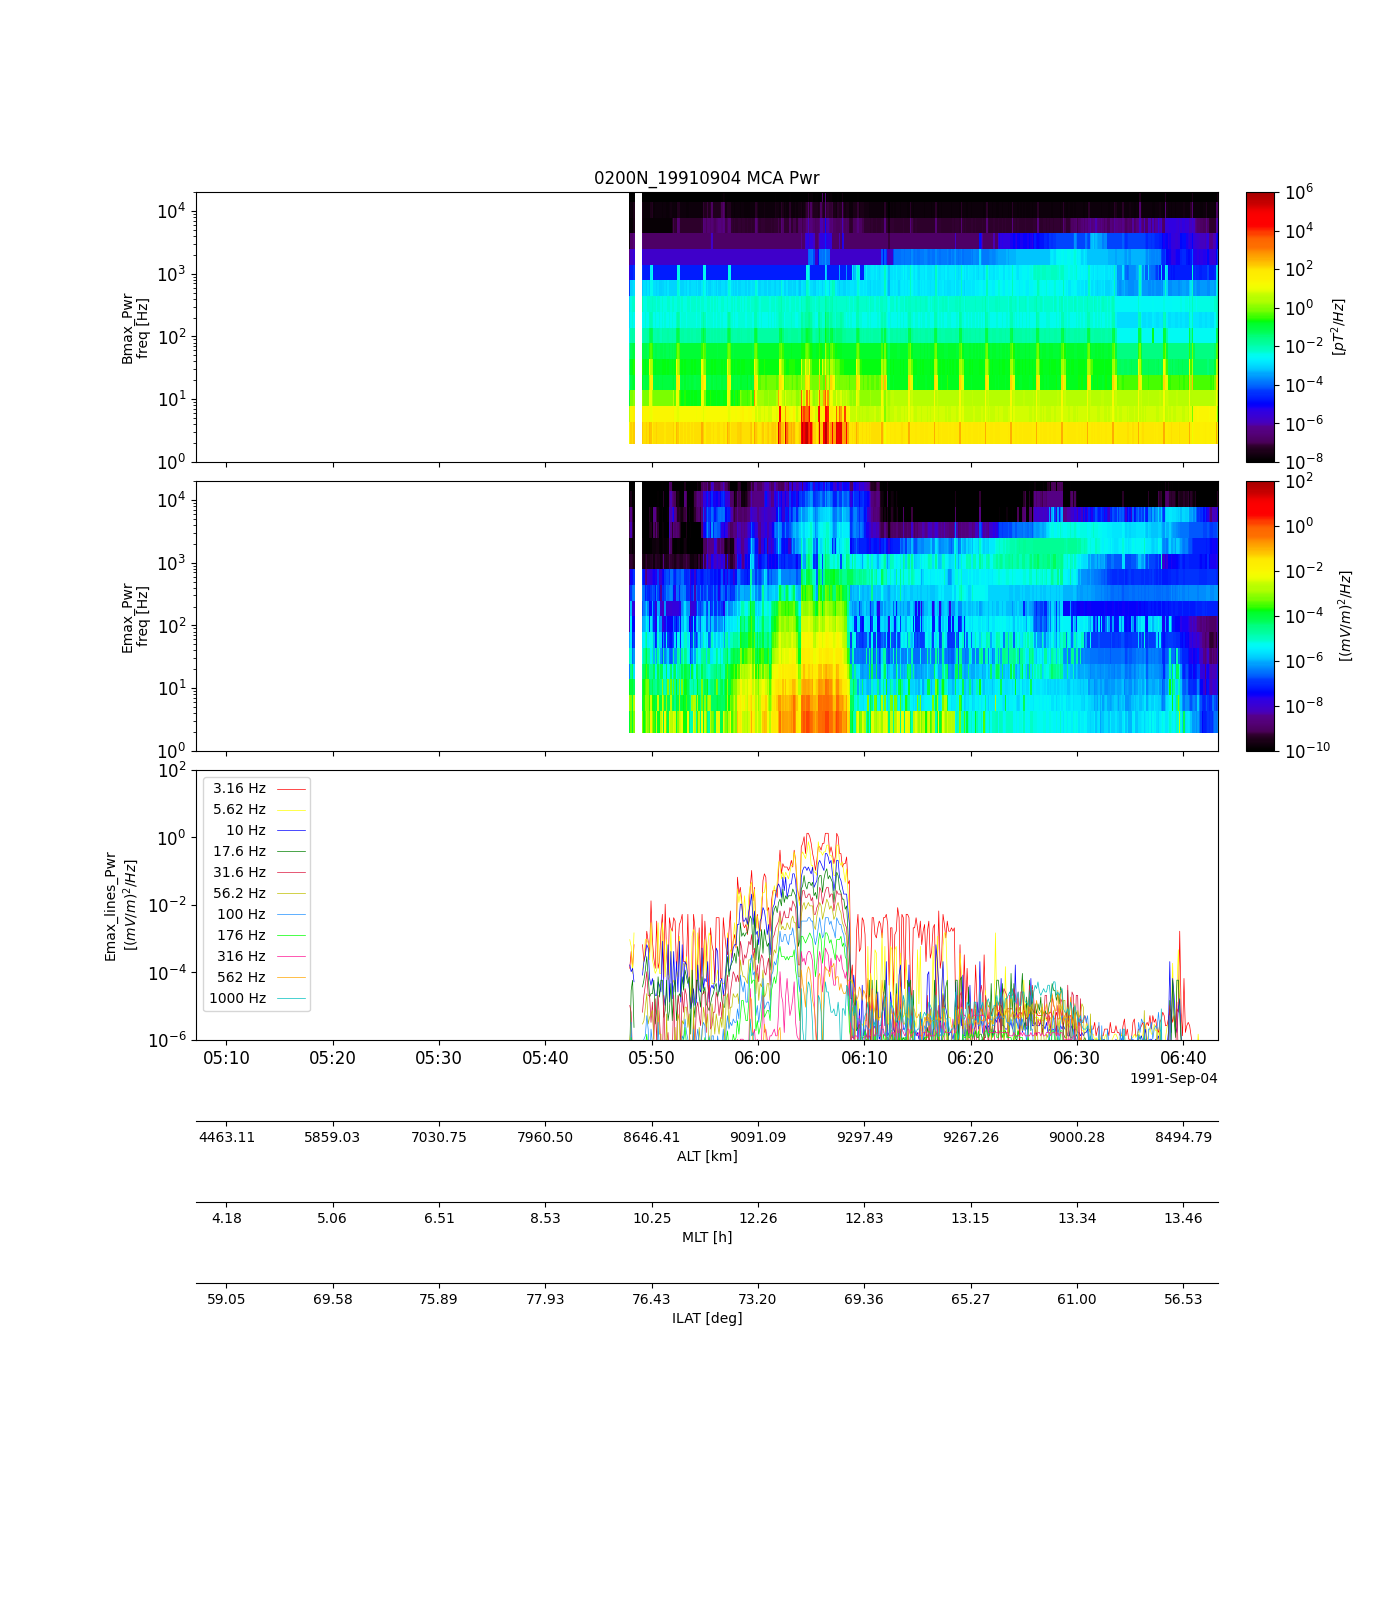 0200N_19910904 MCA Pwr
10^4
10^3
10^2
10^1
10^0
Bmax_Pwr
freq [Hz]
10^6
10^4
10^2
10^0
10^-2
10^-4
10^-6
10^-8
[pT^2/Hz]
10^4
10^3
10^2
10^1
10^0
Emax_Pwr
freq [Hz]
10^2
10^0
10^-2
10^-4
10^-6
10^-8
10^-10
[(mV/m)^2/Hz]
10^2
10^0
10^-2
10^-4
10^-6
Emax_lines_Pwr
[(mV/m)^2/Hz]
3.16 Hz
5.62 Hz
10 Hz
17.6 Hz
31.6 Hz
56.2 Hz
100 Hz
176 Hz
316 Hz
562 Hz
1000 Hz
05:10 05:20 05:30 05:40 05:50 06:00 06:10 06:20 06:30 06:40
1991-Sep-04
4463.11 5859.03 7030.75 7960.50 8646.41 9091.09 9297.49 9267.26 9000.28 8494.79
ALT [km]
4.18 5.06 6.51 8.53 10.25 12.26 12.83 13.15 13.34 13.46
MLT [h]
59.05 69.58 75.89 77.93 76.43 73.20 69.36 65.27 61.00 56.53
ILAT [deg]